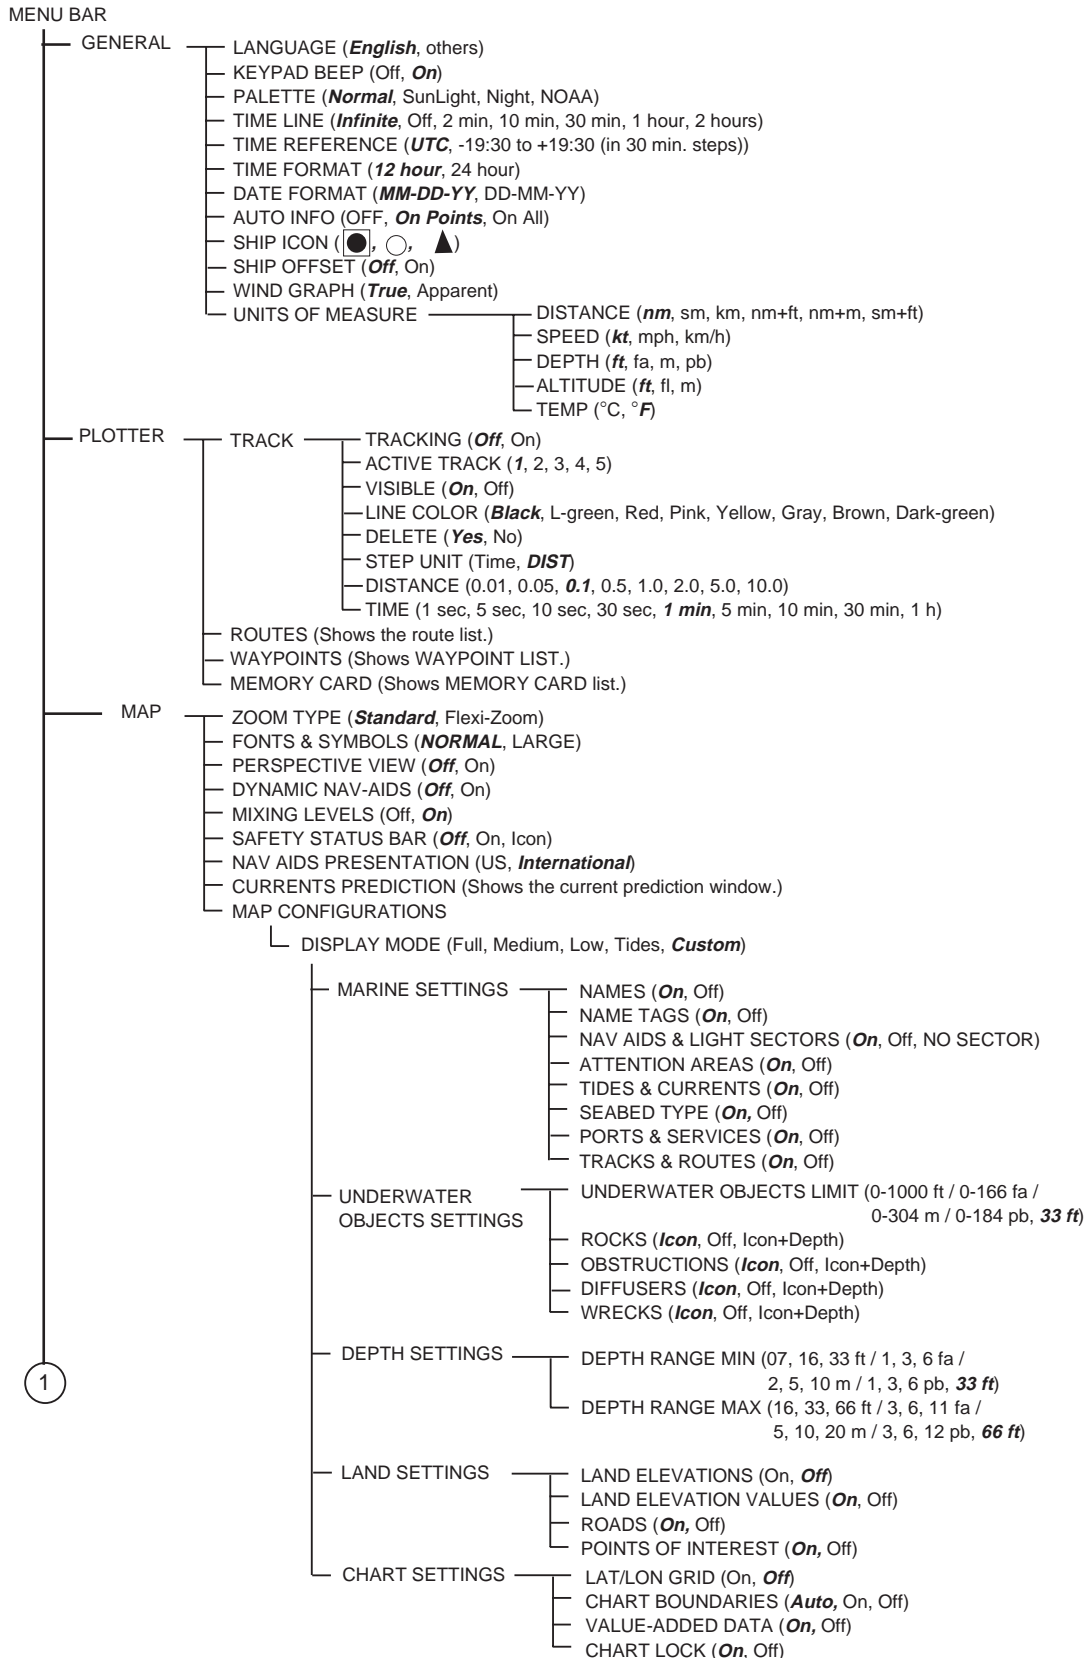 MENU BAR
GENERAL
LANGUAGE (English, others)
KEYPAD BEEP (Off, On)
PALETTE (Normal, SunLight, Night, NOAA)
TIME LINE (Infinite, Off, 2 min, 10 min, 30 min, 1 hour, 2 hours)
TIME REFERENCE (UTC, -19:30 to +19:30 (in 30 min. steps))
TIME FORMAT (12 hour, 24 hour)
DATE FORMAT (MM-DD-YY, DD-MM-YY)
AUTO INFO (OFF, On Points, On All)
SHIP ICON ( , , )
SHIP OFFSET (Off, On)
WIND GRAPH (True, Apparent)
UNITS OF MEASURE
DISTANCE (nm, sm, km, nm+ft, nm+m, sm+ft)
SPEED (kt, mph, km/h)
DEPTH (ft, fa, m, pb)
ALTITUDE (ft, fl, m)
TEMP (°C, °F)
PLOTTER
TRACK
TRACKING (Off, On)
ACTIVE TRACK (1, 2, 3, 4, 5)
VISIBLE (On, Off)
LINE COLOR (Black, L-green, Red, Pink, Yellow, Gray, Brown, Dark-green)
DELETE (Yes, No)
STEP UNIT (Time, DIST)
DISTANCE (0.01, 0.05, 0.1, 0.5, 1.0, 2.0, 5.0, 10.0)
TIME (1 sec, 5 sec, 10 sec, 30 sec, 1 min, 5 min, 10 min, 30 min, 1 h)
ROUTES (Shows the route list.)
WAYPOINTS (Shows WAYPOINT LIST.)
MEMORY CARD (Shows MEMORY CARD list.)
MAP
ZOOM TYPE (Standard, Flexi-Zoom)
FONTS & SYMBOLS (NORMAL, LARGE)
PERSPECTIVE VIEW (Off, On)
DYNAMIC NAV-AIDS (Off, On)
MIXING LEVELS (Off, On)
SAFETY STATUS BAR (Off, On, Icon)
NAV AIDS PRESENTATION (US, International)
CURRENTS PREDICTION (Shows the current prediction window.)
MAP CONFIGURATIONS
DISPLAY MODE (Full, Medium, Low, Tides, Custom)
MARINE SETTINGS
NAMES (On, Off)
NAME TAGS (On, Off)
NAV AIDS & LIGHT SECTORS (On, Off, NO SECTOR)
ATTENTION AREAS (On, Off)
TIDES & CURRENTS (On, Off)
SEABED TYPE (On, Off)
PORTS & SERVICES (On, Off)
TRACKS & ROUTES (On, Off)
UNDERWATER
OBJECTS SETTINGS
UNDERWATER OBJECTS LIMIT (0-1000 ft / 0-166 fa /
0-304 m / 0-184 pb, 33 ft)
ROCKS (Icon, Off, Icon+Depth)
OBSTRUCTIONS (Icon, Off, Icon+Depth)
DIFFUSERS (Icon, Off, Icon+Depth)
WRECKS (Icon, Off, Icon+Depth)
DEPTH SETTINGS
DEPTH RANGE MIN (07, 16, 33 ft / 1, 3, 6 fa /
2, 5, 10 m / 1, 3, 6 pb, 33 ft)
DEPTH RANGE MAX (16, 33, 66 ft / 3, 6, 11 fa /
5, 10, 20 m / 3, 6, 12 pb, 66 ft)
1
LAND SETTINGS
LAND ELEVATIONS (On, Off)
LAND ELEVATION VALUES (On, Off)
ROADS (On, Off)
POINTS OF INTEREST (On, Off)
CHART SETTINGS
LAT/LON GRID (On, Off)
CHART BOUNDARIES (Auto, On, Off)
VALUE-ADDED DATA (On, Off)
CHART LOCK (On, Off)